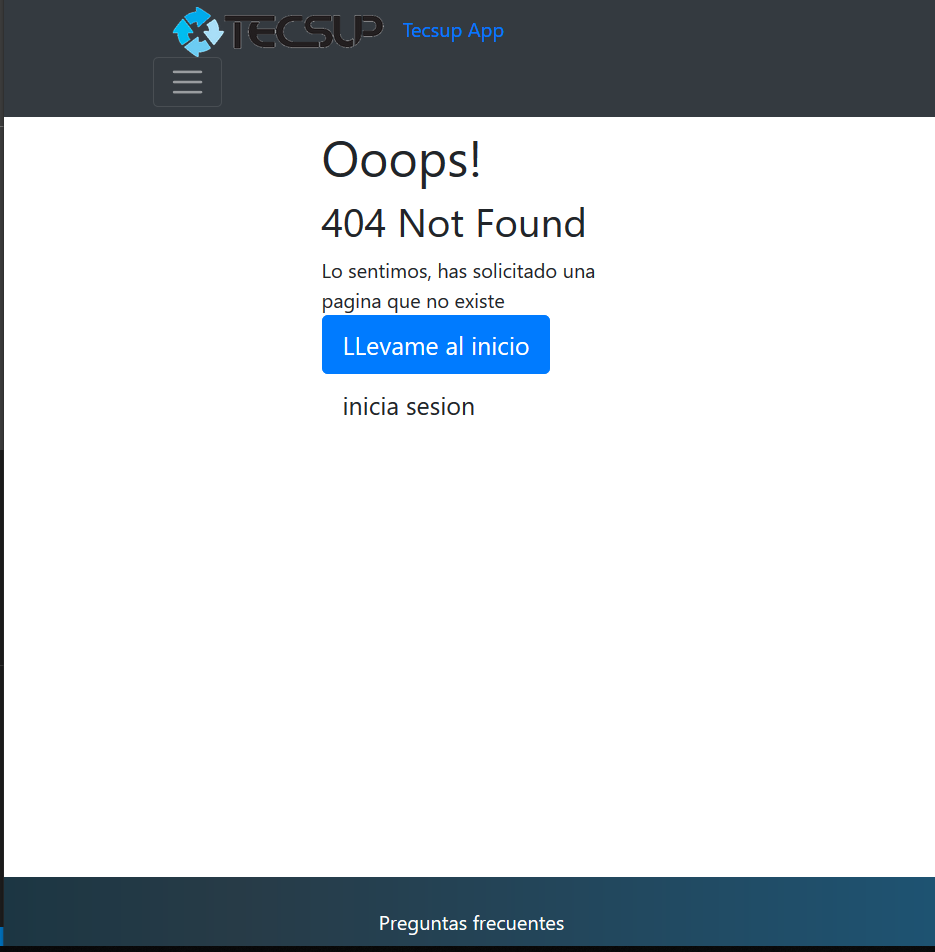 TECSUP
Tecsup App
Ooops!
404 Not Found
Lo sentimos, has solicitado una
pagina que no existe
LLevame al inicio
inicia sesion
Preguntas frecuentes